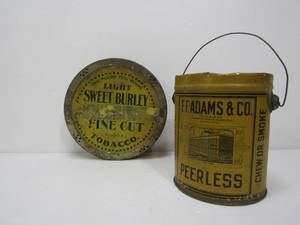 LIGHT
SWEET BURLEY
FINE CUT
TOBACCO
F.F. ADAMS & CO.
PEERLESS
CHEW OR SMOKE